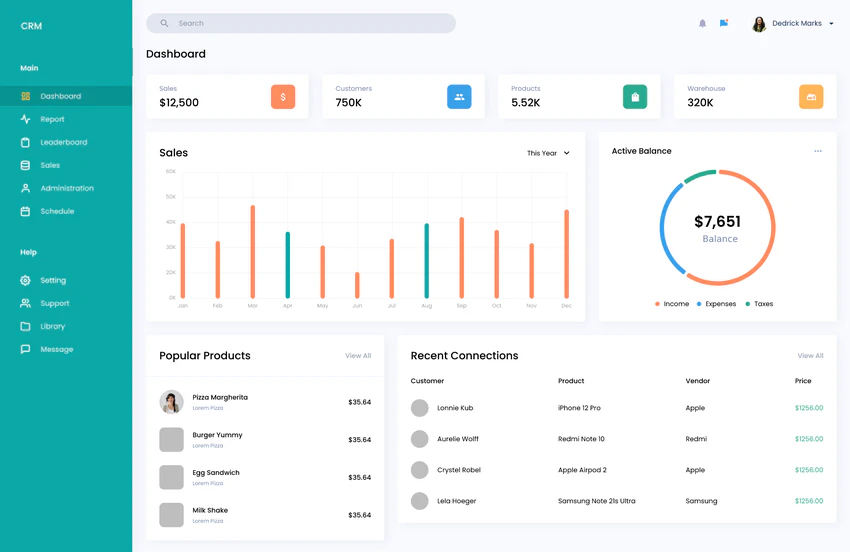 CRM
Main
Dashboard
Report
Leaderboard
Sales
Administration
Schedule
Help
Setting
Support
Library
Message
Search
Dedrick Marks
Dashboard
Sales
$12,500
Customers
750K
Products
5.52K
Warehouse
320K
Sales
This Year
60K
50K
40K
30K
20K
0K
Jan Feb Mar Apr May Jun Jul Aug Sep Oct Nov Dec
Active Balance
$7,651
Balance
Income Expenses Taxes
Popular Products View All
Pizza Margherita
Lorem Pizza
$35.64
Burger Yummy
Lorem Pizza
$35.64
Egg Sandwich
Lorem Pizza
$35.64
Milk Shake
Lorem Pizza
$35.64
Recent Connections View All
Customer Product Vendor Price
Lonnie Kub iPhone 12 Pro Apple $1256.00
Aurelie Wolff Redmi Note 10 Redmi $1256.00
Crystel Robel Apple Airpod 2 Apple $1256.00
Lela Hoeger Samsung Note 21s Ultra Samsung $1256.00